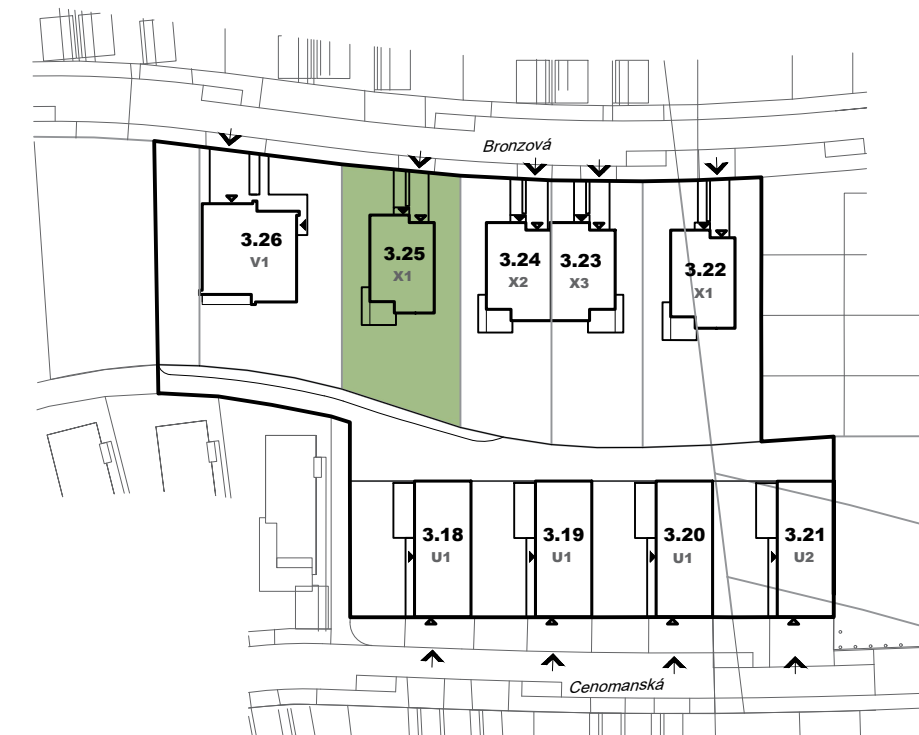 Bronzová
3.26
V1
3.25
X1
3.24
X2
3.23
X3
3.22
X1
3.18
U1
3.19
U1
3.20
U1
3.21
U2
Cenomanská